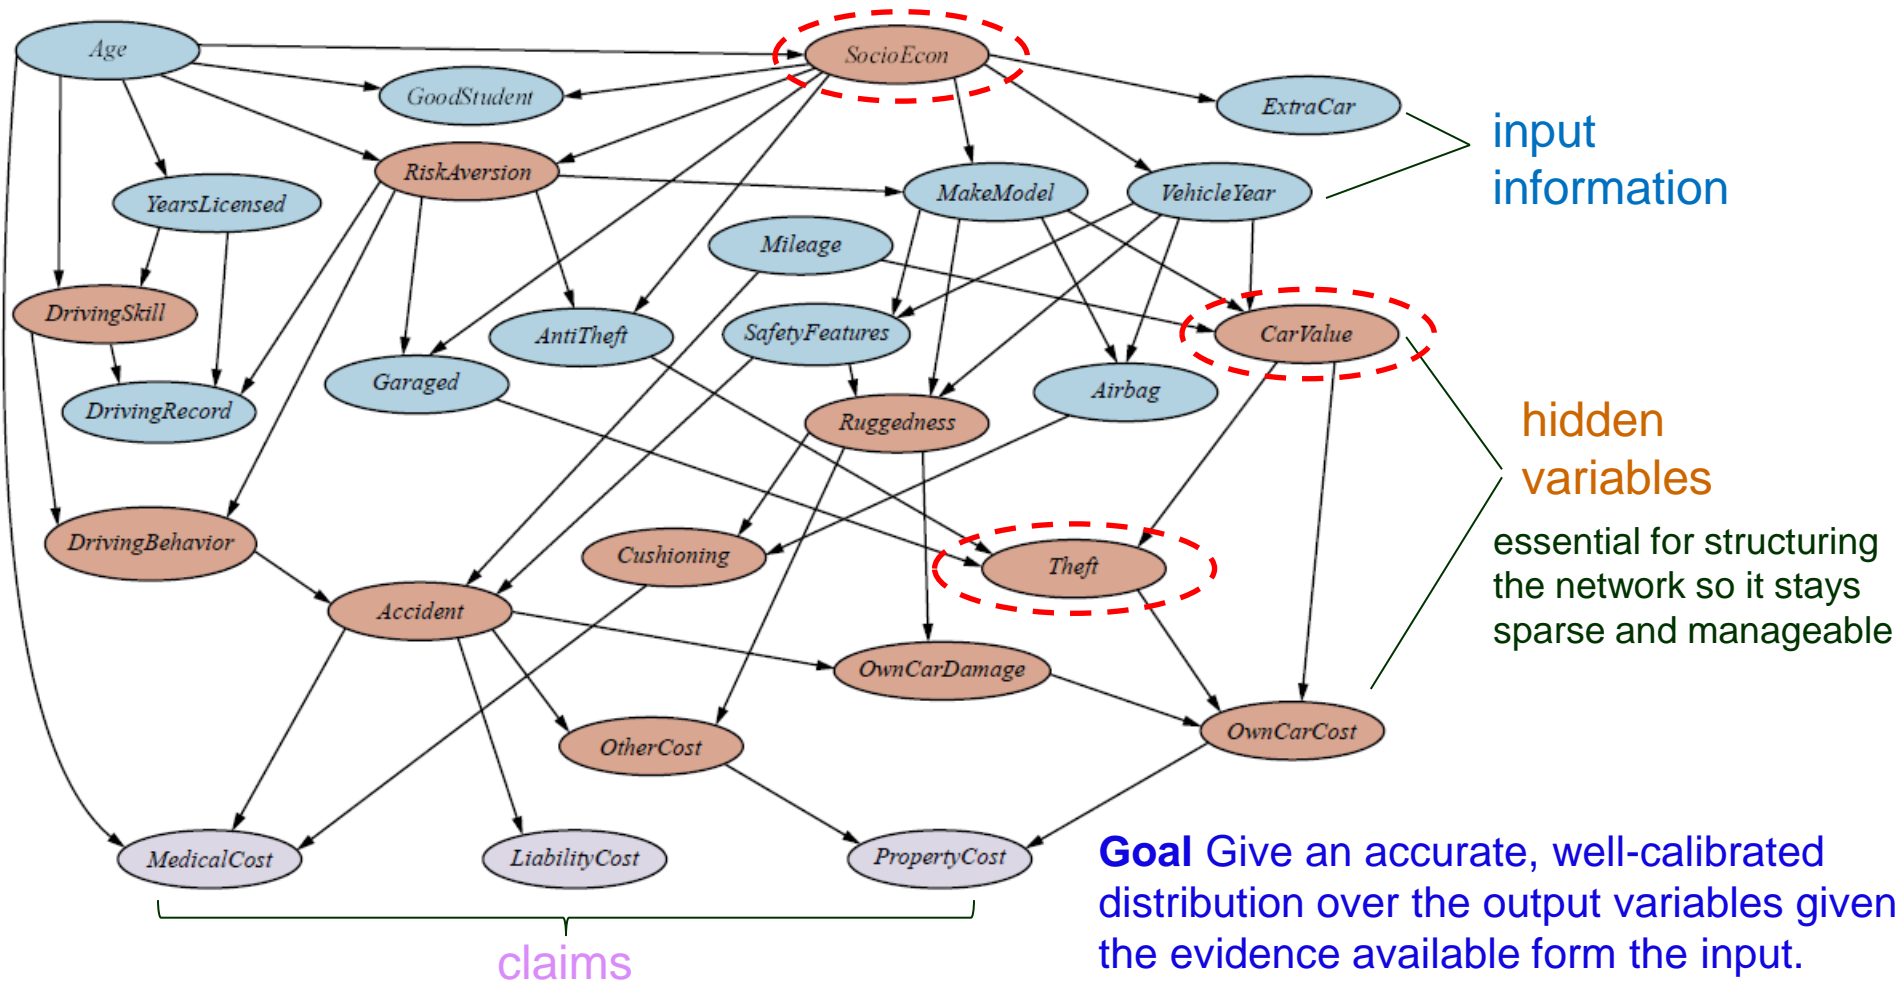 Age
SocioEcon
GoodStudent
ExtraCar
input
information
RiskAversion
YearsLicensed
MakeModel
VehicleYear
Mileage
DrivingSkill
AntiTheft
SafetyFeatures
CarValue
Garaged
Airbag
DrivingRecord
Ruggedness
hidden
variables
essential for structuring
the network so it stays
sparse and manageable
DrivingBehavior
Cushioning
Theft
Accident
OwnCarDamage
OtherCost
OwnCarCost
MedicalCost
LiabilityCost
PropertyCost
claims
Goal Give an accurate, well-calibrated
distribution over the output variables given
the evidence available form the input.